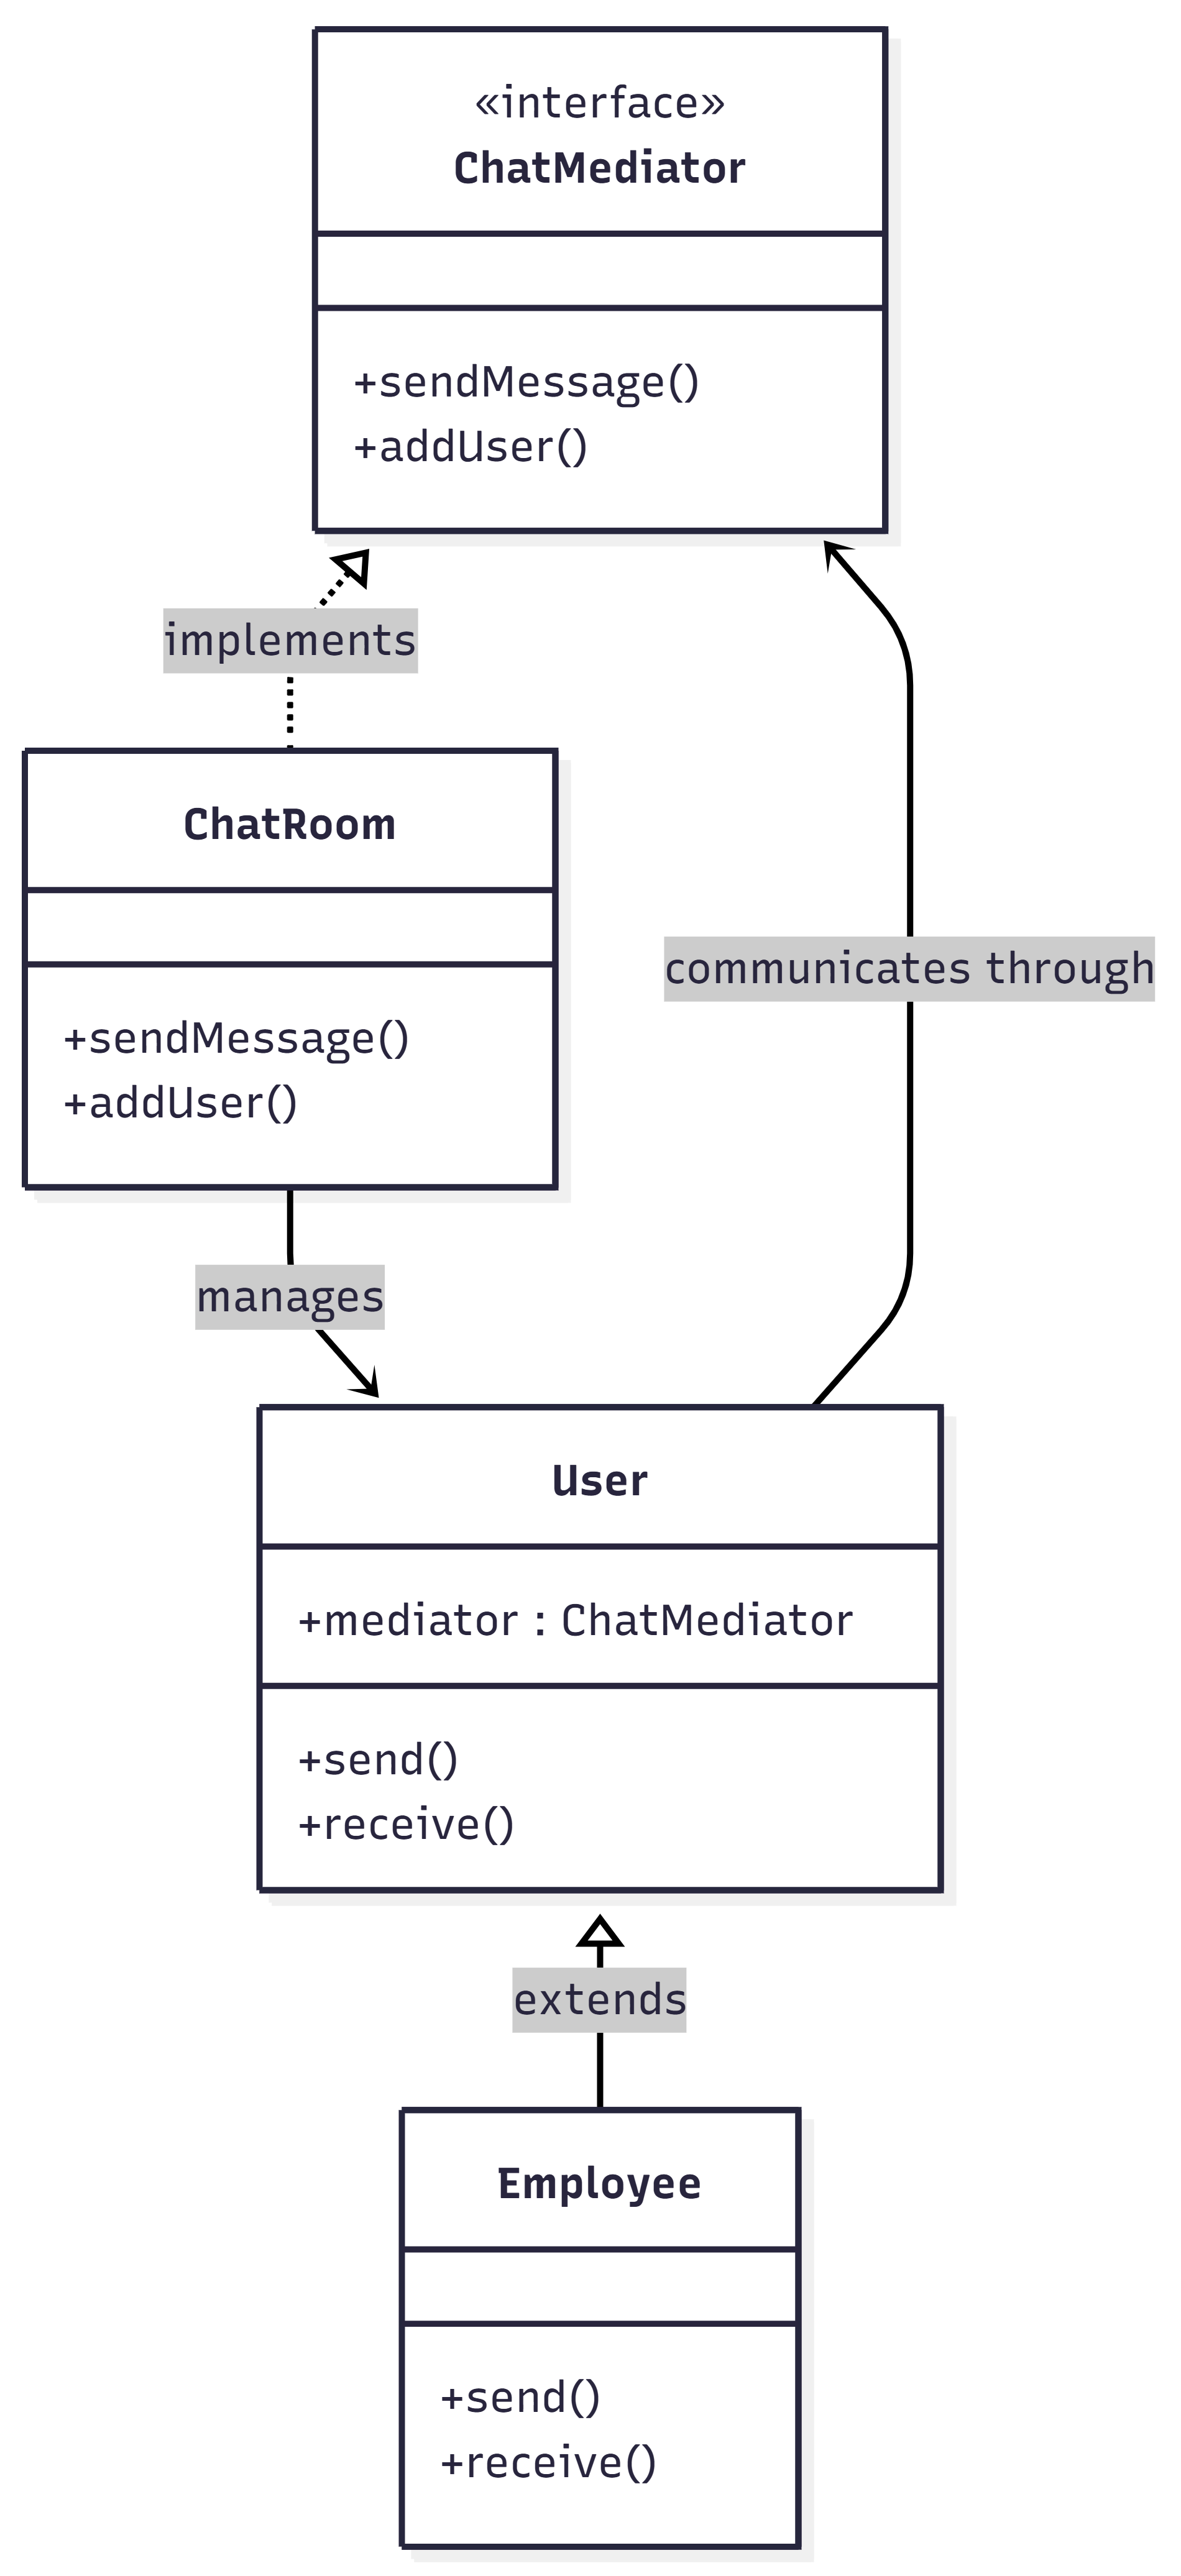 «interface»
ChatMediator
+sendMessage()
+addUser()
implements
ChatRoom
communicates through
+sendMessage()
+addUser()
manages
User
+mediator : ChatMediator
+send()
+receive()
extends
Employee
+send()
+receive()